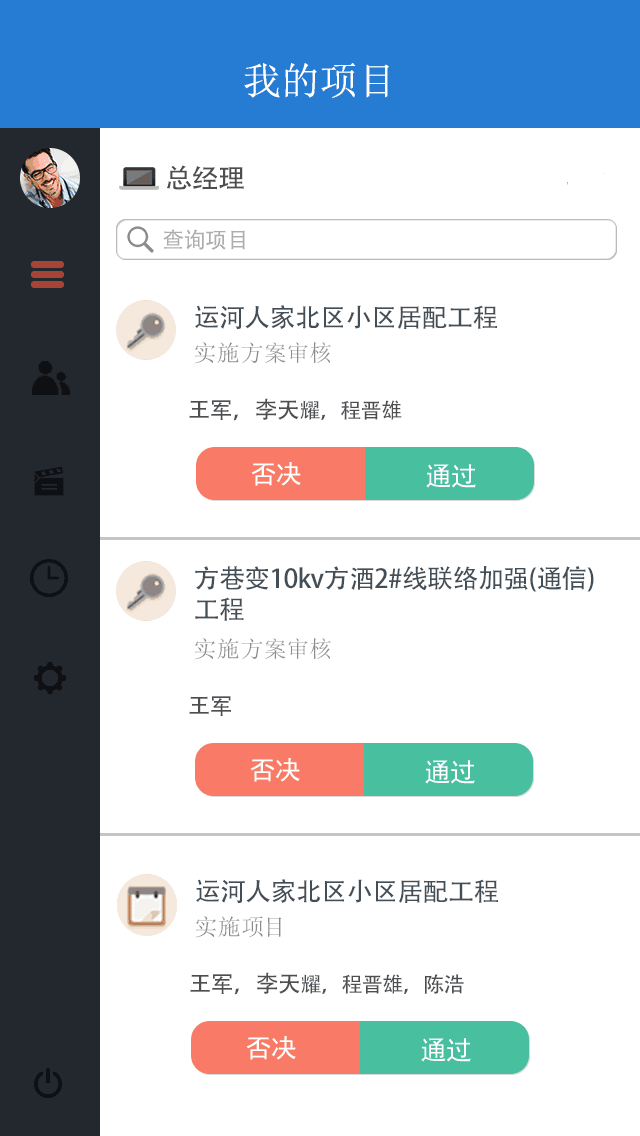 我的项目
总经理
查询项目
运河人家北区小区居配工程
实施方案审核
王军，李天耀，程晋雄
否决
通过
方巷变10kv方酒2#线联络加强(通信)
工程
实施方案审核
王军
否决
通过
运河人家北区小区居配工程
实施项目
王军，李天耀，程晋雄，陈浩
否决
通过